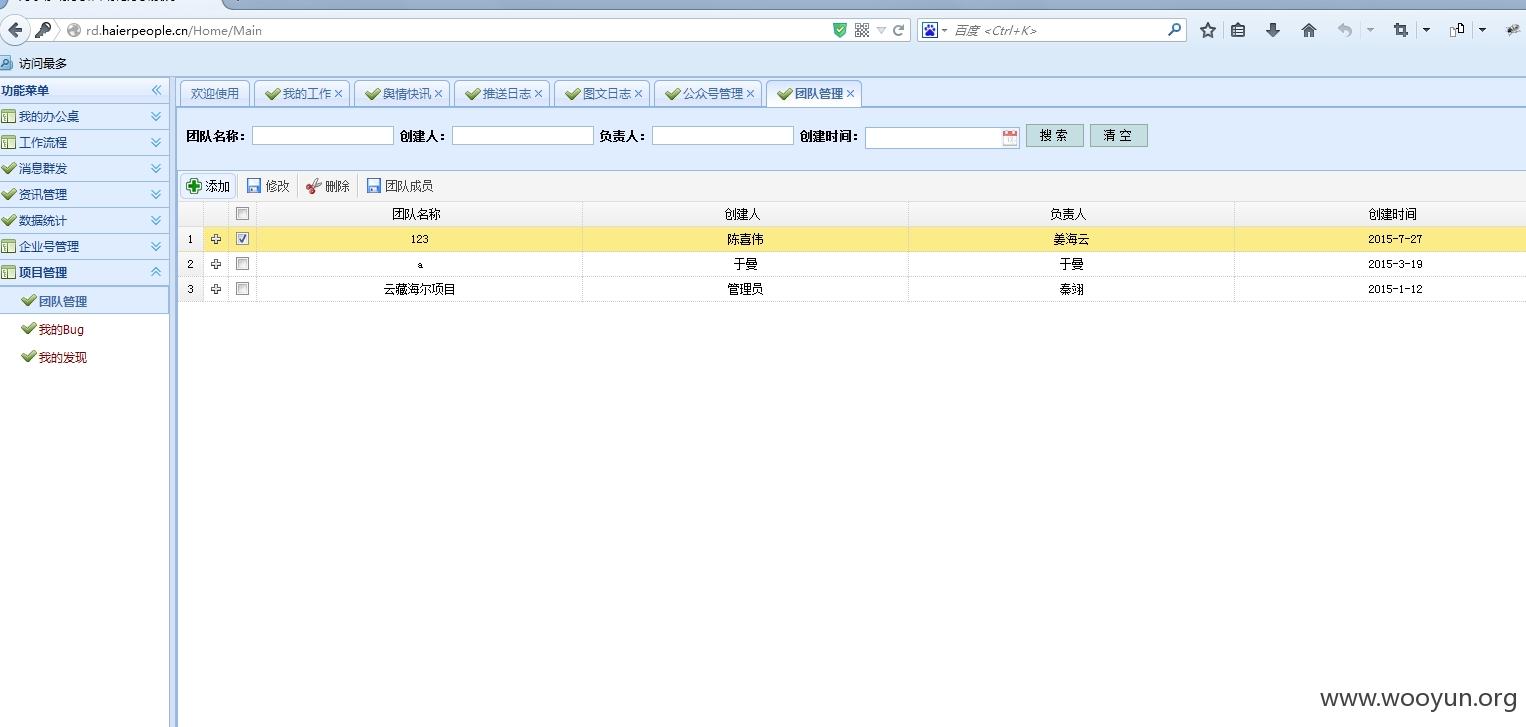 rd.haierpeople.cn/Home/Main
百度 <Ctrl+K>
访问最多
功能菜单
我的办公桌
工作流程
消息群发
资讯管理
数据统计
企业号管理
项目管理
团队管理
我的Bug
我的发现
欢迎使用 我的工作 舆情快讯 推送日志 图文日志 公众号管理 团队管理
团队名称： 创建人： 负责人： 创建时间： 搜 索 清 空
添加 修改 删除 团队成员
团队名称 创建人 负责人 创建时间
1 123 陈喜伟 姜海云 2015-7-27
2 a 于曼 于曼 2015-3-19
3 云藏海尔项目 管理员 秦翊 2015-1-12
www.wooyun.org